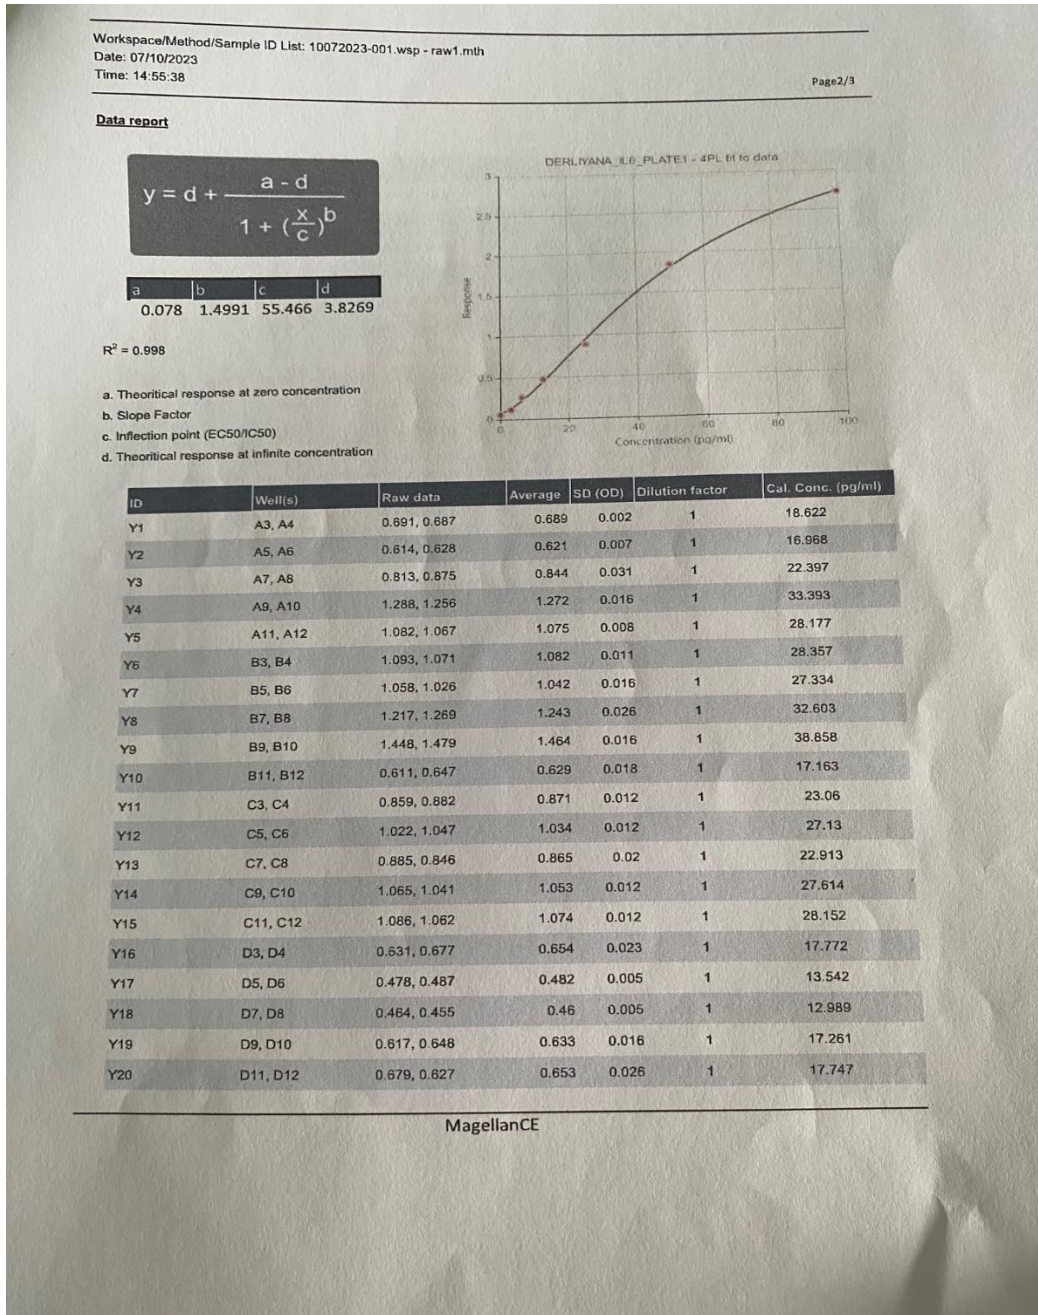 Workspace/Method/Sample ID List: 10072023-001.wsp - raw1.mth
Date: 07/10/2023
Time: 14:55:38
Page2/3
Data report
y = d + a - d
1 + (x/c)^b
a b c d
0.078 1.4991 55.466 3.8269
R² = 0.998
a. Theoritical response at zero concentration
b. Slope Factor
c. Inflection point (EC50/IC50)
d. Theoritical response at infinite concentration
DERLIYANA_IL6_PLATE1 - 4PL fit to data
Response
3
2.5
2
1.5
1
0.5
0
0 20 40 60 80 100
Concentration (pg/ml)
ID Well(s) Raw data Average SD (OD) Dilution factor Cal. Conc. (pg/ml)
Y1 A3, A4 0.691, 0.687 0.689 0.002 1 18.622
Y2 A5, A6 0.614, 0.628 0.621 0.007 1 16.968
Y3 A7, A8 0.813, 0.875 0.844 0.031 1 22.397
Y4 A9, A10 1.288, 1.256 1.272 0.016 1 33.393
Y5 A11, A12 1.082, 1.067 1.075 0.008 1 28.177
Y6 B3, B4 1.093, 1.071 1.082 0.011 1 28.357
Y7 B5, B6 1.058, 1.026 1.042 0.016 1 27.334
Y8 B7, B8 1.217, 1.269 1.243 0.026 1 32.603
Y9 B9, B10 1.448, 1.479 1.464 0.016 1 38.858
Y10 B11, B12 0.611, 0.647 0.629 0.018 1 17.163
Y11 C3, C4 0.859, 0.882 0.871 0.012 1 23.06
Y12 C5, C6 1.022, 1.047 1.034 0.012 1 27.13
Y13 C7, C8 0.885, 0.846 0.865 0.02 1 22.913
Y14 C9, C10 1.065, 1.041 1.053 0.012 1 27.614
Y15 C11, C12 1.086, 1.062 1.074 0.012 1 28.152
Y16 D3, D4 0.631, 0.677 0.654 0.023 1 17.772
Y17 D5, D6 0.478, 0.487 0.482 0.005 1 13.542
Y18 D7, D8 0.464, 0.455 0.46 0.005 1 12.989
Y19 D9, D10 0.617, 0.648 0.633 0.016 1 17.261
Y20 D11, D12 0.679, 0.627 0.653 0.026 1 17.747
MagellanCE